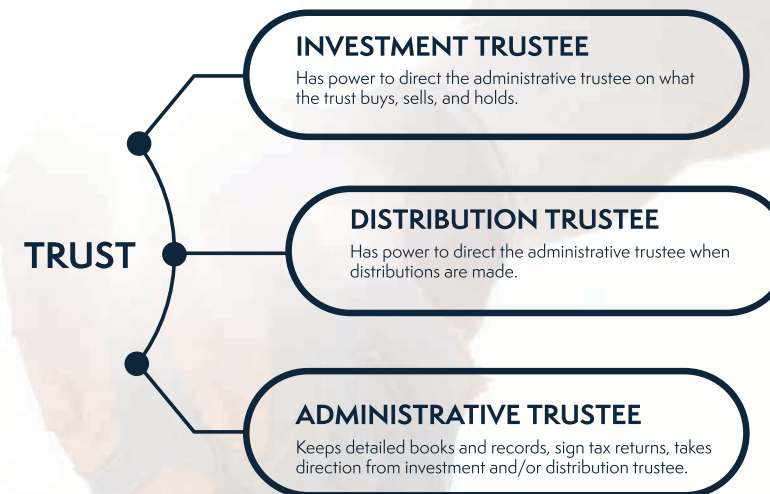 INVESTMENT TRUSTEE
Has power to direct the administrative trustee on what
the trust buys, sells, and holds.
TRUST
DISTRIBUTION TRUSTEE
Has power to direct the administrative trustee when
distributions are made.
ADMINISTRATIVE TRUSTEE
Keeps detailed books and records, sign tax returns, takes
direction from investment and/or distribution trustee.